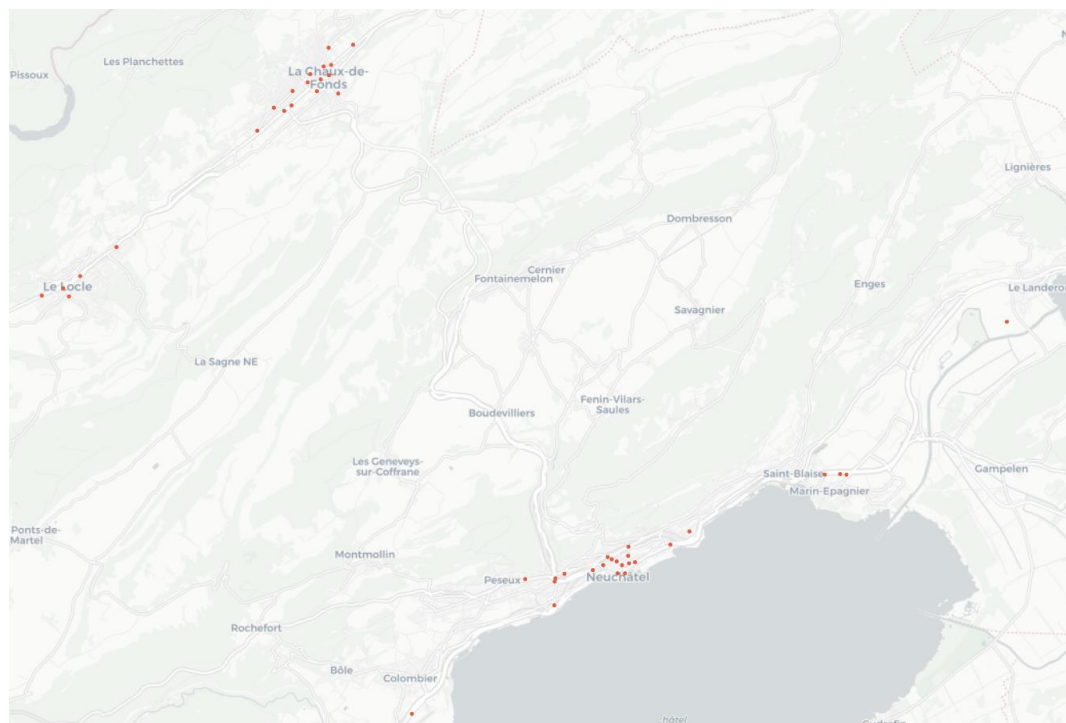 Les Planchettes
Pissoux
La Chaux-de-
Fonds
Lignières
Dombresson
Cernier
Fontainemelon
Le Locle
Enges
Le Landeron
Savagnier
La Sagne NE
Fenin-Vilars-
Saules
Boudevilliers
Les Geneveys-
sur-Coffrane
Saint-Blaise
Gampelen
Marin-Epagnier
Ponts-de-
Martel
Montmollin
Peseux
Neuchâtel
Rochefort
Bôle
Colombier
hâtel